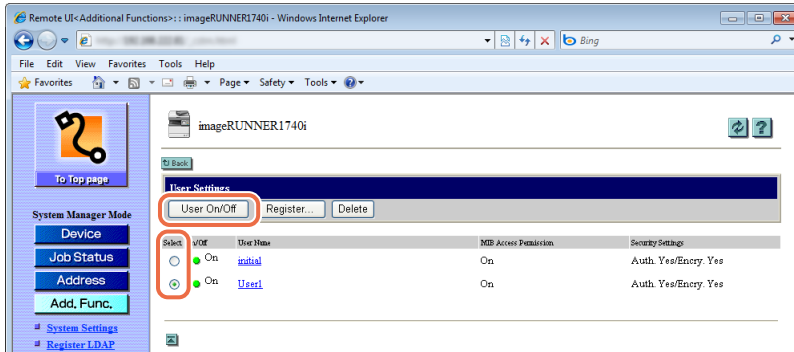 Remote UI<Additional Functions>: : imageRUNNER1740i - Windows Internet Explorer
Bing
File Edit View Favorites Tools Help
Favorites Page Safety Tools
imageRUNNER1740i
To Top page
Back
User Settings
User On/Off Register... Delete
System Manager Mode
Device
Job Status
Address
Add. Func.
System Settings
Register LDAP
Select n/Off User Name MIB Access Permission Security Settings
On initial On Auth. Yes/Encry. Yes
On User1 On Auth. Yes/Encry. Yes